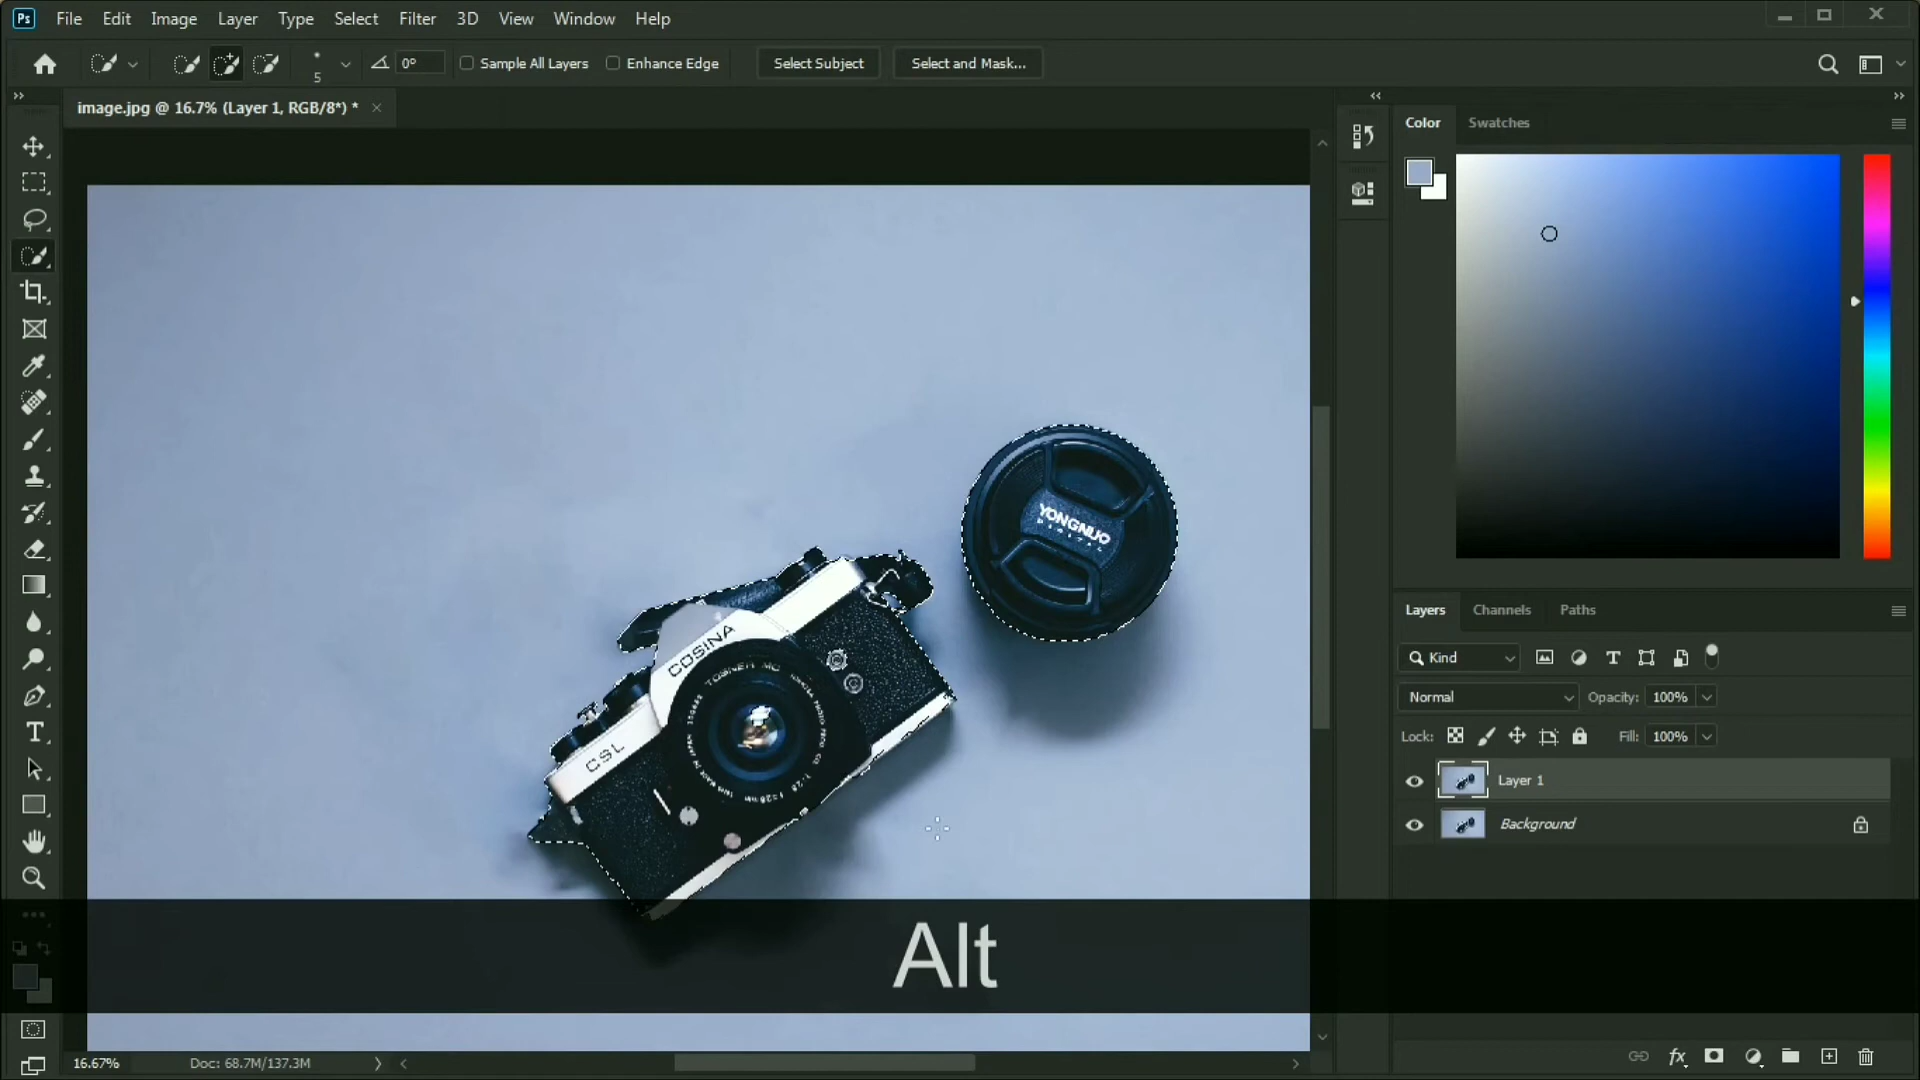 Ps File Edit Image Layer Type Select Filter 3D View Window Help
5 0° Sample All Layers Enhance Edge Select Subject Select and Mask...
image.jpg @ 16.7% (Layer 1, RGB/8*) * ×
Color Swatches
YONGNUO
DIGITAL
COSINA
CSL
Layers Channels Paths
Kind
Normal Opacity: 100%
Lock: Fill: 100%
Layer 1
Background
Alt
16.67% Doc: 68.7M/137.3M
fx